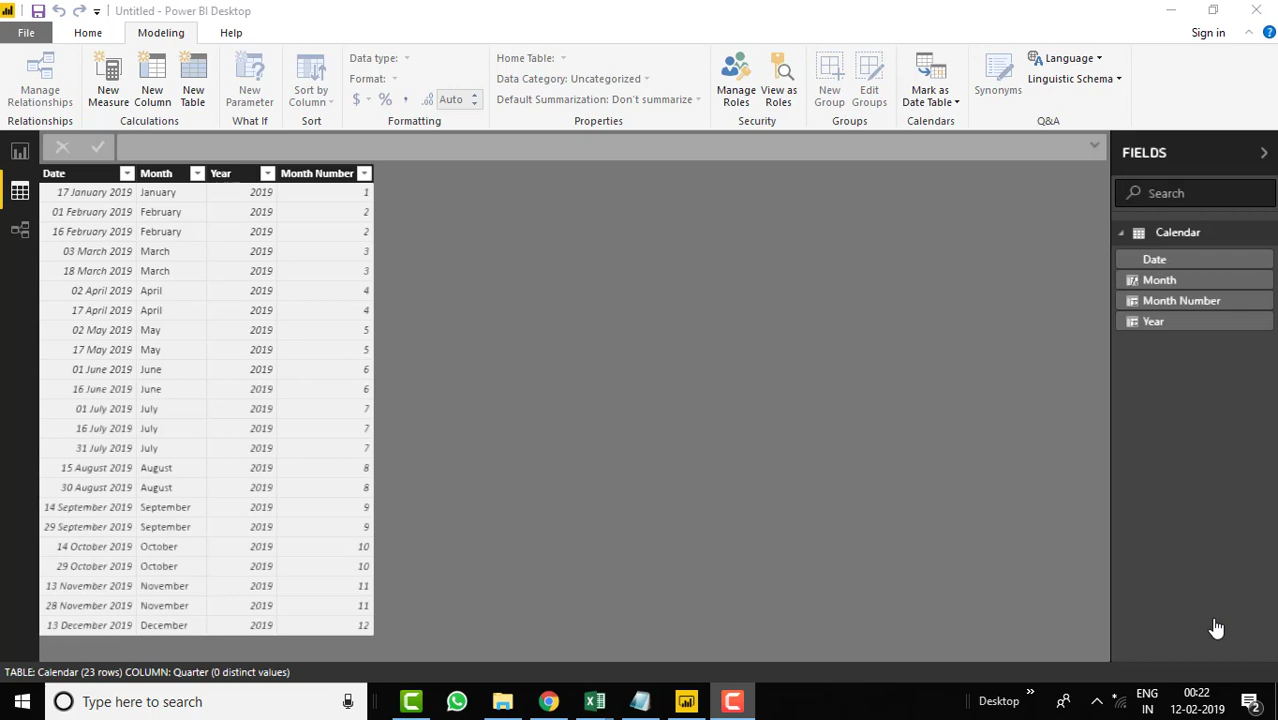 Untitled - Power BI Desktop
File Home Modeling Help Sign in
Manage Relationships
New Measure
New Column
New Table
New Parameter
Sort by Column
Data type:
Format:
$ % , .00 Auto
Home Table:
Data Category: Uncategorized
Default Summarization: Don't summarize
Manage Roles
View as Roles
New Group
Edit Groups
Mark as Date Table
Synonyms
Language
Linguistic Schema
Relationships Calculations What If Sort Formatting Properties Security Groups Calendars Q&A
FIELDS
Search
Calendar
Date
Month
Month Number
Year
Date Month Year Month Number
17 January 2019 January 2019 1
01 February 2019 February 2019 2
16 February 2019 February 2019 2
03 March 2019 March 2019 3
18 March 2019 March 2019 3
02 April 2019 April 2019 4
17 April 2019 April 2019 4
02 May 2019 May 2019 5
17 May 2019 May 2019 5
01 June 2019 June 2019 6
16 June 2019 June 2019 6
01 July 2019 July 2019 7
16 July 2019 July 2019 7
31 July 2019 July 2019 7
15 August 2019 August 2019 8
30 August 2019 August 2019 8
14 September 2019 September 2019 9
29 September 2019 September 2019 9
14 October 2019 October 2019 10
29 October 2019 October 2019 10
13 November 2019 November 2019 11
28 November 2019 November 2019 11
13 December 2019 December 2019 12
TABLE: Calendar (23 rows) COLUMN: Quarter (0 distinct values)
Type here to search
Desktop
ENG
IN
00:22
12-02-2019
2